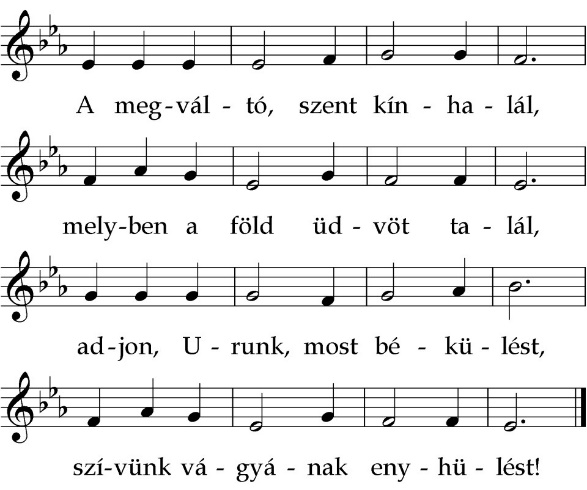 A meg-vál - tó, szent kín - ha - lál,
mely-ben a föld üd - vöt ta - lál,
ad-jon, U - runk, most bé - kü - lést,
szí-vünk vá - gyá - nak eny - hü - lést!